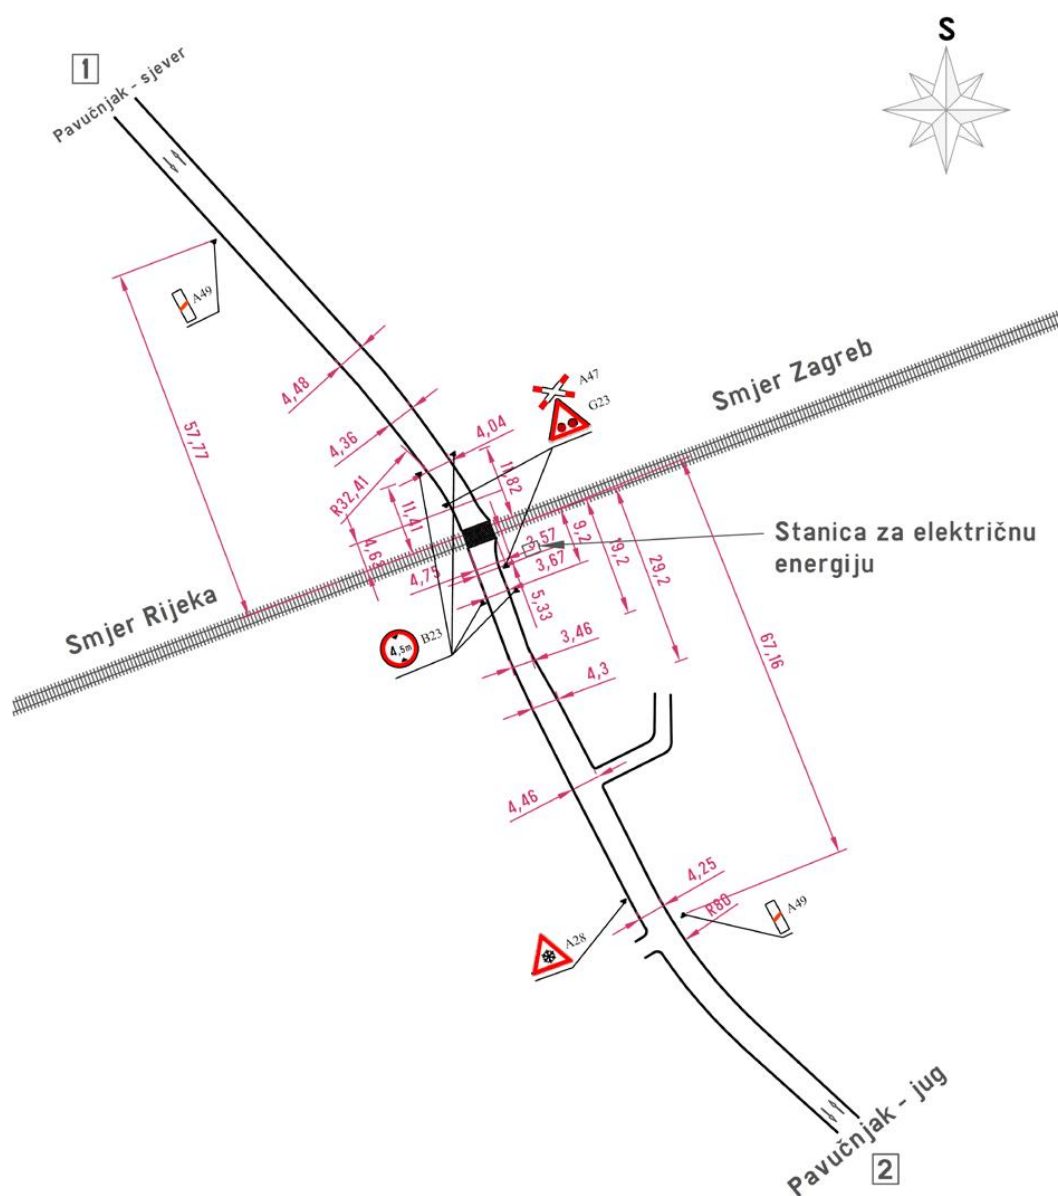 S
1
Pavučnjak - sjever
A49
57,77
4,48
4,36
R32,41
11,41
4,63
A47
G23
4,04
11,82
Smjer Zagreb
Smjer Rijeka
Stanica za električnu
energiju
3,57
4,75
3,67
9,2
19,2
29,2
5,33
B23
4,5m
3,46
4,3
67,16
4,46
4,25
R80
A49
A28
Pavučnjak - jug
2